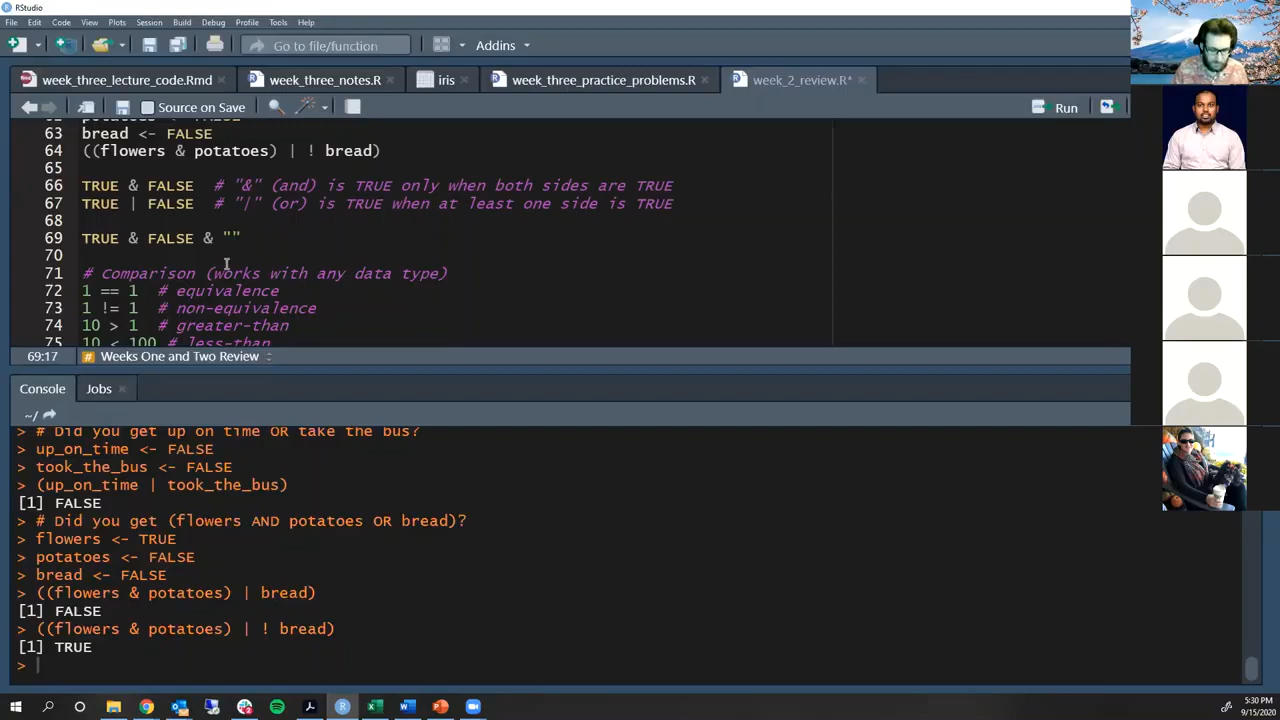 RStudio
File Edit Code View Plots Session Build Debug Profile Tools Help
Go to file/function Addins
week_three_lecture_code.Rmd week_three_notes.R iris week_three_practice_problems.R week_2_review.R*
Source on Save Run
63 bread <- FALSE
64 ((flowers & potatoes) | ! bread)
65
66 TRUE & FALSE # "&" (and) is TRUE only when both sides are TRUE
67 TRUE | FALSE # "|" (or) is TRUE when at least one side is TRUE
68
69 TRUE & FALSE & ""
70
71 # Comparison (works with any data type)
72 1 == 1 # equivalence
73 1 != 1 # non-equivalence
74 10 > 1 # greater-than
75 10 < 100 # less-than
69:17 # Weeks One and Two Review
Console Jobs
~/
> # Did you get up on time OR take the bus?
> up_on_time <- FALSE
> took_the_bus <- FALSE
> (up_on_time | took_the_bus)
[1] FALSE
> # Did you get (flowers AND potatoes OR bread)?
> flowers <- TRUE
> potatoes <- FALSE
> bread <- FALSE
> ((flowers & potatoes) | bread)
[1] FALSE
> ((flowers & potatoes) | ! bread)
[1] TRUE
>
5:30 PM
9/15/2020